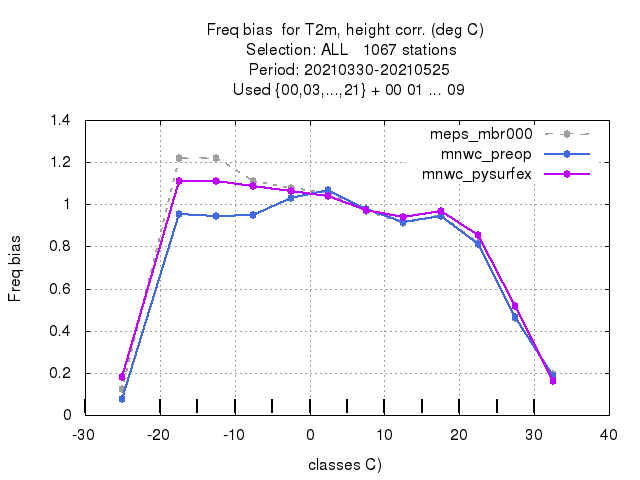 Freq bias  for T2m, height corr. (deg C)
Selection: ALL   1067 stations
Period: 20210330-20210525
Used {00,03,...,21} + 00 01 ... 09
meps_mbr000
mnwc_preop
mnwc_pysurfex
1.4
1.2
1
0.8
0.6
0.4
0.2
0
Freq bias
-30 -20 -10 0 10 20 30 40
classes C)